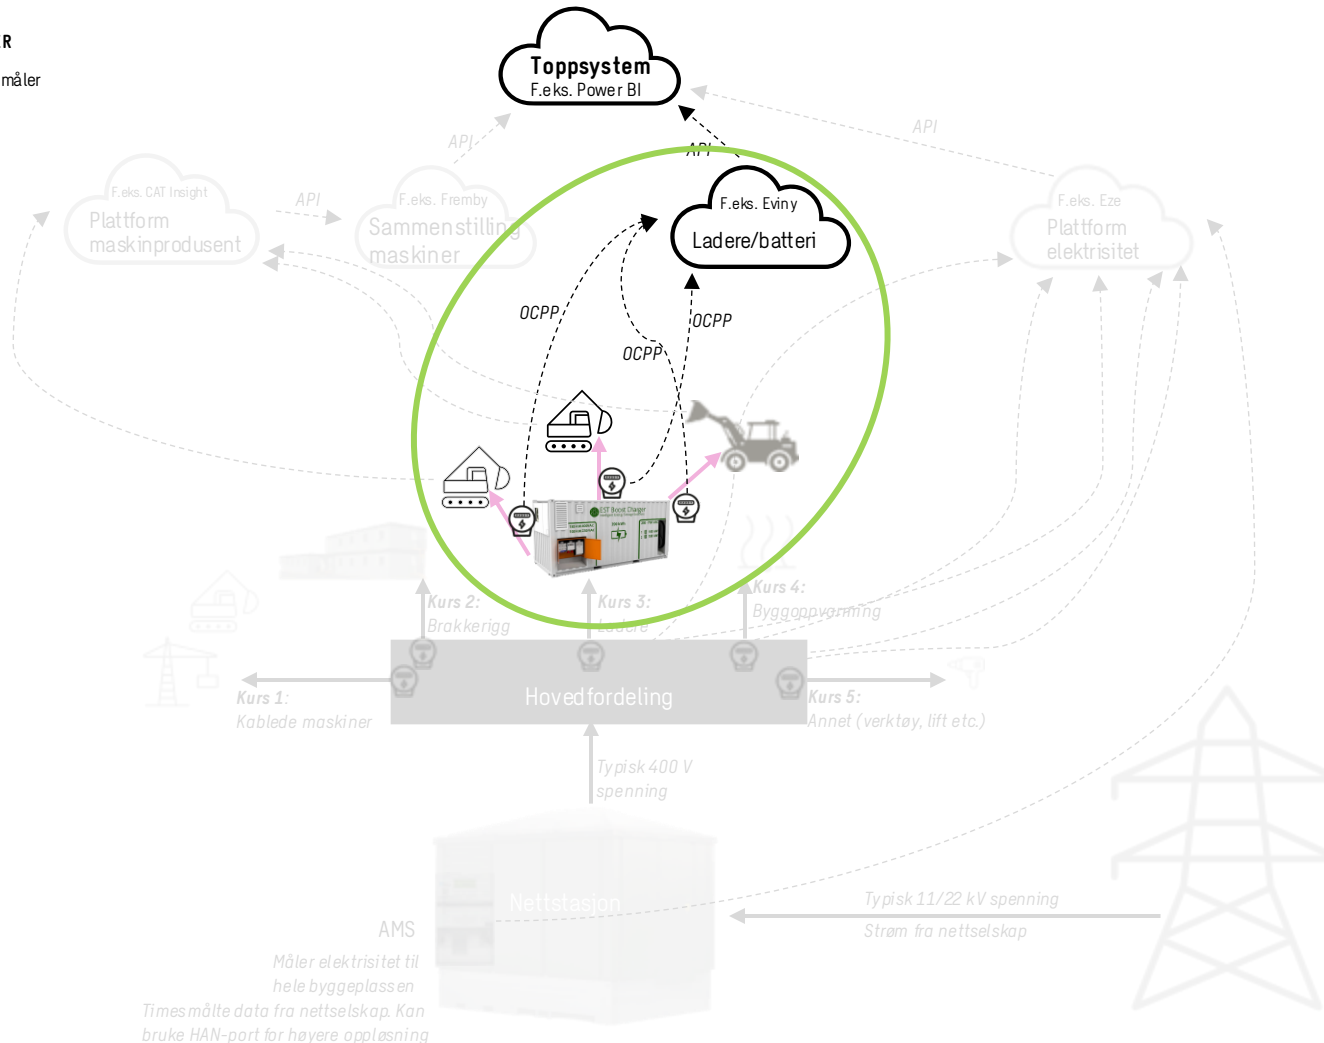 ER
måler
Toppsystem
F.eks. Power BI
API
API
API
API
F.eks. CAT Insight
Plattform
maskinprodusent
F.eks. Fremby
Sammenstilling
maskiner
F.eks. Eviny
Ladere/batteri
F.eks. Eze
Plattform
elektrisitet
OCPP
OCPP
OCPP
EST Boost Charger
Kurs 2:
Brakkerigg
Kurs 3:
Ladere
Kurs 4:
Byggoppvarming
Hovedfordeling
Kurs 1:
Kablede maskiner
Kurs 5:
Annet (verktøy, lift etc.)
Typisk 400 V
spenning
Nettstasjon
Typisk 11/22 kV spenning
Strøm fra nettselskap
AMS
Måler elektrisitet til
hele byggeplassen
Timesmålte data fra nettselskap. Kan
bruke HAN-port for høyere oppløsning